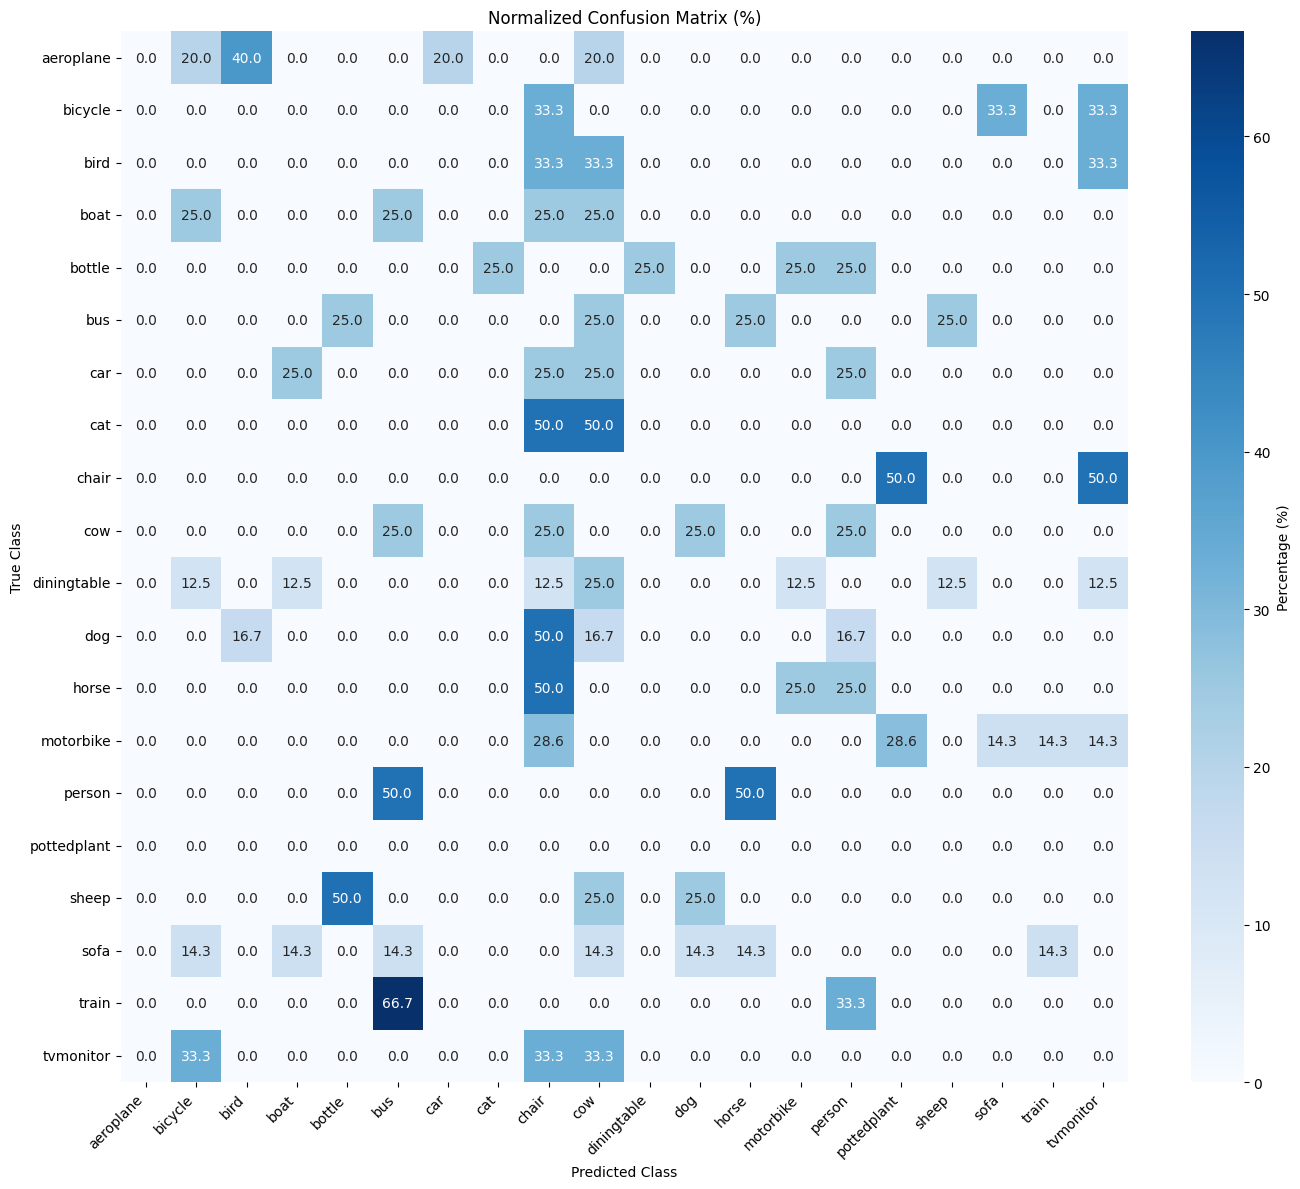 Normalized Confusion Matrix (%)
aeroplane 0.0 20.0 40.0 0.0 0.0 0.0 20.0 0.0 0.0 20.0 0.0 0.0 0.0 0.0 0.0 0.0 0.0 0.0 0.0 0.0
bicycle 0.0 0.0 0.0 0.0 0.0 0.0 0.0 0.0 33.3 0.0 0.0 0.0 0.0 0.0 0.0 0.0 0.0 33.3 0.0 33.3
bird 0.0 0.0 0.0 0.0 0.0 0.0 0.0 0.0 33.3 33.3 0.0 0.0 0.0 0.0 0.0 0.0 0.0 0.0 0.0 33.3
boat 0.0 25.0 0.0 0.0 0.0 25.0 0.0 0.0 25.0 25.0 0.0 0.0 0.0 0.0 0.0 0.0 0.0 0.0 0.0 0.0
bottle 0.0 0.0 0.0 0.0 0.0 0.0 0.0 25.0 0.0 0.0 25.0 0.0 0.0 25.0 25.0 0.0 0.0 0.0 0.0 0.0
bus 0.0 0.0 0.0 0.0 25.0 0.0 0.0 0.0 0.0 25.0 0.0 0.0 25.0 0.0 0.0 0.0 25.0 0.0 0.0 0.0
car 0.0 0.0 0.0 25.0 0.0 0.0 0.0 0.0 25.0 25.0 0.0 0.0 0.0 0.0 25.0 0.0 0.0 0.0 0.0 0.0
cat 0.0 0.0 0.0 0.0 0.0 0.0 0.0 0.0 50.0 50.0 0.0 0.0 0.0 0.0 0.0 0.0 0.0 0.0 0.0 0.0
chair 0.0 0.0 0.0 0.0 0.0 0.0 0.0 0.0 0.0 0.0 0.0 0.0 0.0 0.0 0.0 50.0 0.0 0.0 0.0 50.0
cow 0.0 0.0 0.0 0.0 0.0 25.0 0.0 0.0 25.0 0.0 0.0 25.0 0.0 0.0 25.0 0.0 0.0 0.0 0.0 0.0
diningtable 0.0 12.5 0.0 12.5 0.0 0.0 0.0 0.0 12.5 25.0 0.0 0.0 0.0 12.5 0.0 0.0 12.5 0.0 0.0 12.5
dog 0.0 0.0 16.7 0.0 0.0 0.0 0.0 0.0 50.0 16.7 0.0 0.0 0.0 0.0 16.7 0.0 0.0 0.0 0.0 0.0
horse 0.0 0.0 0.0 0.0 0.0 0.0 0.0 0.0 50.0 0.0 0.0 0.0 0.0 25.0 25.0 0.0 0.0 0.0 0.0 0.0
motorbike 0.0 0.0 0.0 0.0 0.0 0.0 0.0 0.0 28.6 0.0 0.0 0.0 0.0 0.0 0.0 28.6 0.0 14.3 14.3 14.3
person 0.0 0.0 0.0 0.0 0.0 50.0 0.0 0.0 0.0 0.0 0.0 0.0 50.0 0.0 0.0 0.0 0.0 0.0 0.0 0.0
pottedplant 0.0 0.0 0.0 0.0 0.0 0.0 0.0 0.0 0.0 0.0 0.0 0.0 0.0 0.0 0.0 0.0 0.0 0.0 0.0 0.0
sheep 0.0 0.0 0.0 0.0 50.0 0.0 0.0 0.0 0.0 25.0 0.0 25.0 0.0 0.0 0.0 0.0 0.0 0.0 0.0 0.0
sofa 0.0 14.3 0.0 14.3 0.0 14.3 0.0 0.0 0.0 14.3 0.0 14.3 14.3 0.0 0.0 0.0 0.0 0.0 14.3 0.0
train 0.0 0.0 0.0 0.0 0.0 66.7 0.0 0.0 0.0 0.0 0.0 0.0 0.0 0.0 33.3 0.0 0.0 0.0 0.0 0.0
tvmonitor 0.0 33.3 0.0 0.0 0.0 0.0 0.0 0.0 33.3 33.3 0.0 0.0 0.0 0.0 0.0 0.0 0.0 0.0 0.0 0.0
aeroplane bicycle bird boat bottle bus car cat chair cow diningtable dog horse motorbike person pottedplant sheep sofa train tvmonitor
Predicted Class
True Class
60
50
40
30
20
10
0
Percentage (%)